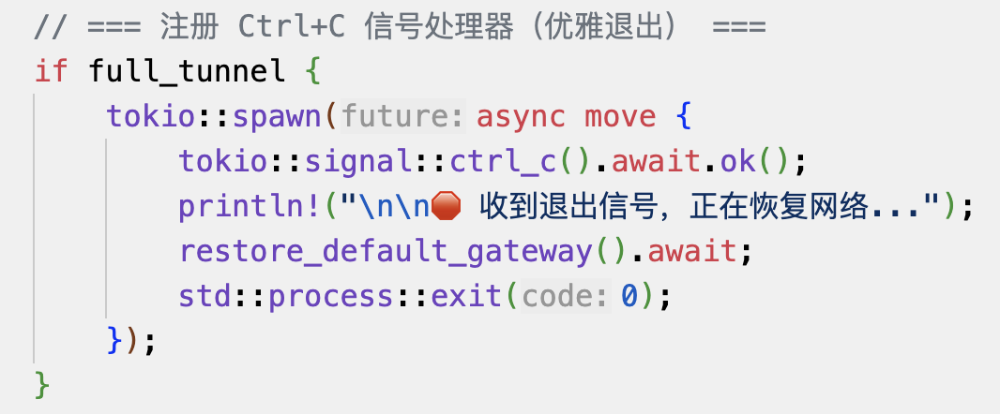 // === 注册 Ctrl+C 信号处理器（优雅退出） ===
if full_tunnel {
    tokio::spawn(future: async move {
        tokio::signal::ctrl_c().await.ok();
        println!("\n\n🛑 收到退出信号，正在恢复网络...");
        restore_default_gateway().await;
        std::process::exit(code: 0);
    });
}